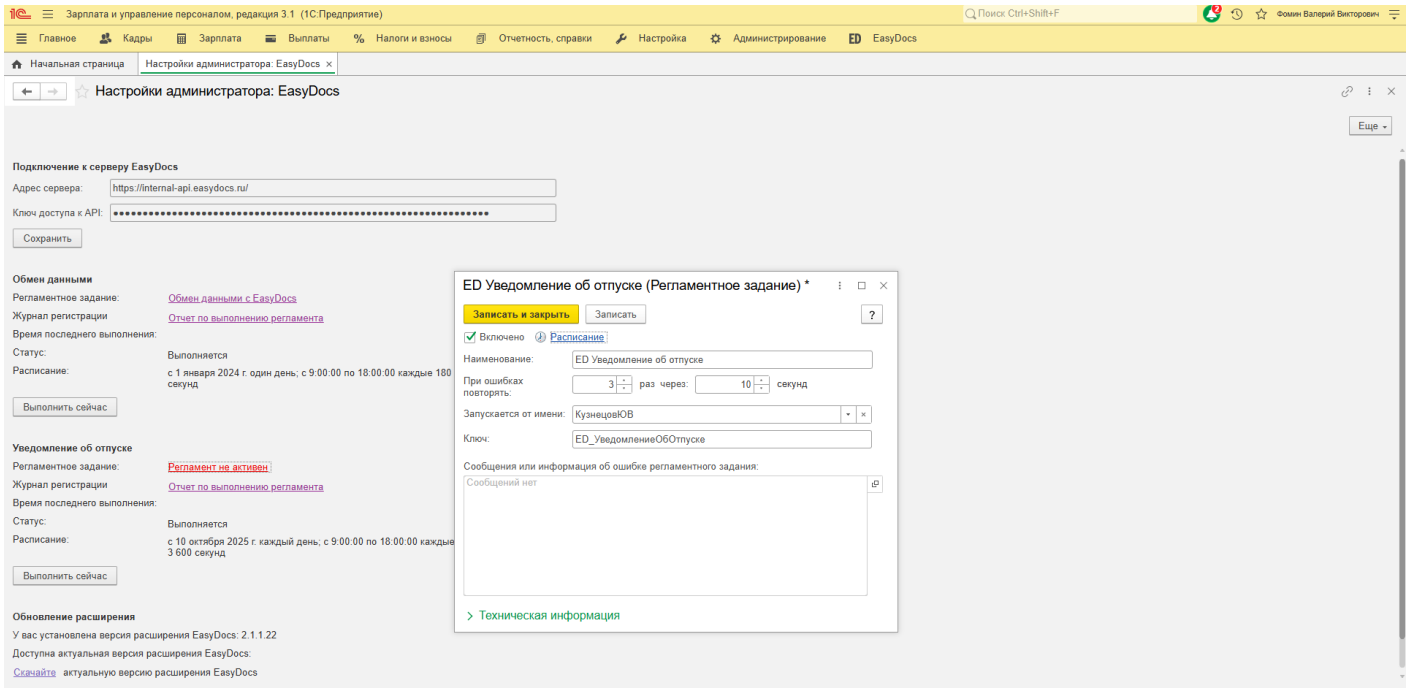 1С Зарплата и управление персоналом, редакция 3.1 (1С:Предприятие) Поиск Ctrl+Shift+F 2 Фомин Валерий Викторович
Главное Кадры Зарплата Выплаты % Налоги и взносы Отчетность, справки Настройка Администрирование ED EasyDocs
Начальная страница Настройки администратора: EasyDocs ×
Настройки администратора: EasyDocs
Еще
Подключение к серверу EasyDocs
Адрес сервера: https://internal-api.easydocs.ru/
Ключ доступа к API:
Сохранить
Обмен данными
Регламентное задание: Обмен данными с EasyDocs
Журнал регистрации Отчет по выполнению регламента
Время последнего выполнения:
Статус: Выполняется
Расписание: с 1 января 2024 г. один день; с 9:00:00 по 18:00:00 каждые 180
секунд
Выполнить сейчас
Уведомление об отпуске
Регламентное задание: Регламент не активен
Журнал регистрации Отчет по выполнению регламента
Время последнего выполнения:
Статус: Выполняется
Расписание: с 10 октября 2025 г. каждый день; с 9:00:00 по 18:00:00 каждые
3 600 секунд
Выполнить сейчас
Обновление расширения
У вас установлена версия расширения EasyDocs: 2.1.1.22
Доступна актуальная версия расширения EasyDocs:
Скачайте актуальную версию расширения EasyDocs
ED Уведомление об отпуске (Регламентное задание) *
Записать и закрыть Записать ?
Включено Расписание
Наименование: ED Уведомление об отпуске
При ошибках
повторять: 3 раз через: 10 секунд
Запускается от имени: КузнецовЮВ
Ключ: ED_УведомлениеОбОтпуске
Сообщения или информация об ошибке регламентного задания:
Сообщений нет
Техническая информация